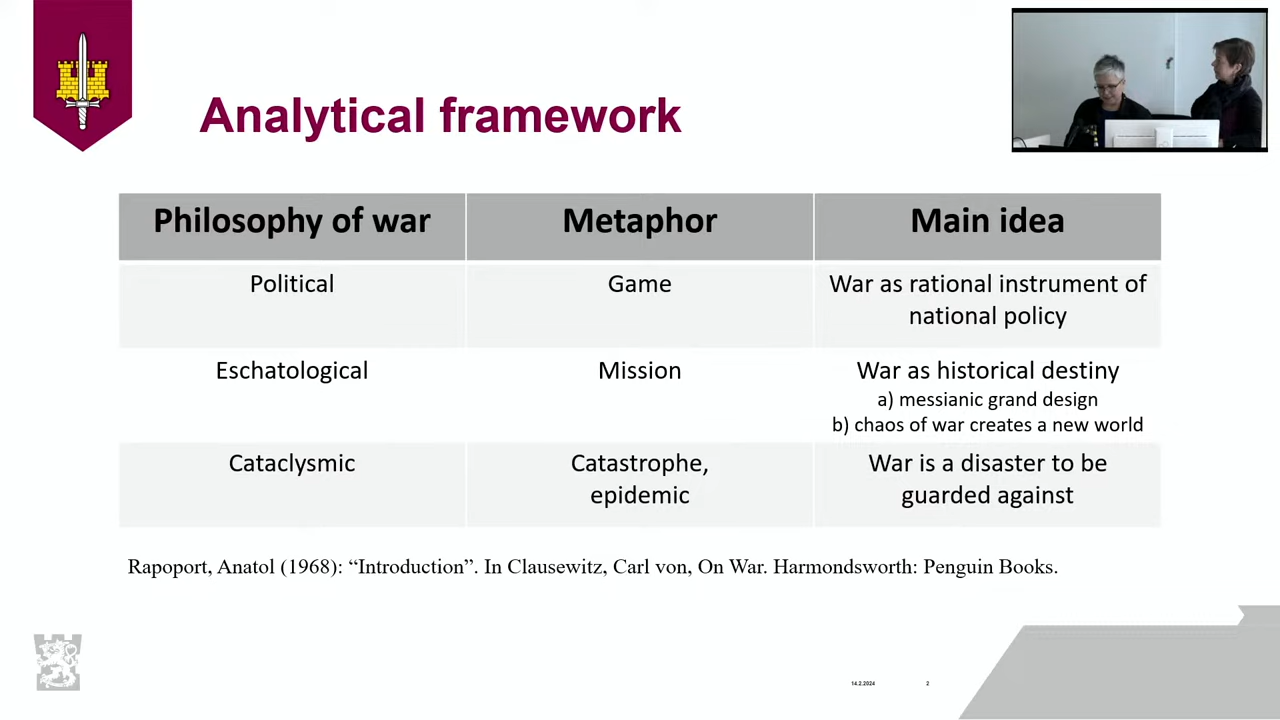 Analytical framework
Philosophy of war
Metaphor
Main idea
Political
Game
War as rational instrument of
national policy
Eschatological
Mission
War as historical destiny
a) messianic grand design
b) chaos of war creates a new world
Cataclysmic
Catastrophe,
epidemic
War is a disaster to be
guarded against
Rapoport, Anatol (1968): “Introduction”. In Clausewitz, Carl von, On War. Harmondsworth: Penguin Books.
14.2.2024
2